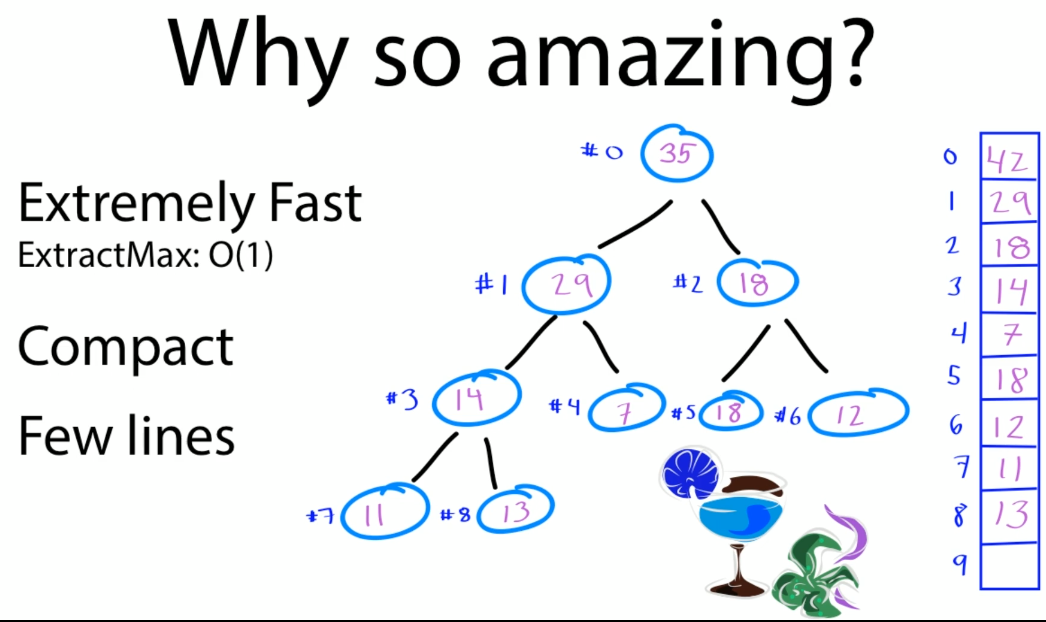 Why so amazing?
Extremely Fast
ExtractMax: O(1)
Compact
Few lines
#0 35
#1 29 #2 18
#3 14 #4 7 #5 18 #6 12
#7 11 #8 13
0 42
1 29
2 18
3 14
4 7
5 18
6 12
7 11
8 13
9